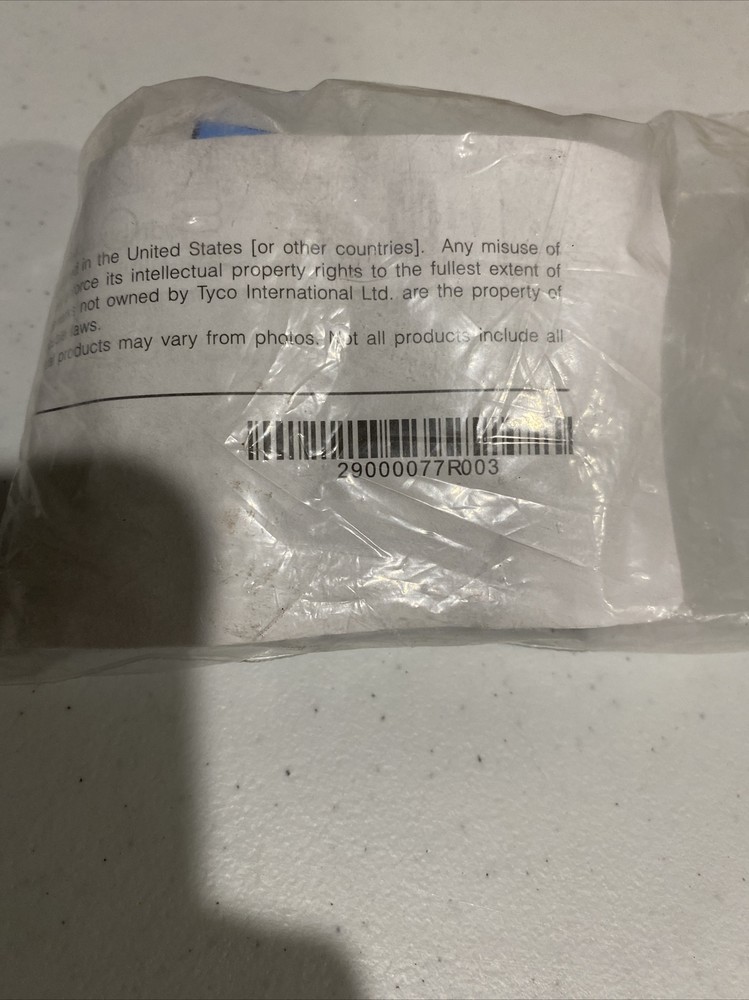 in the United States [or other countries]. Any misuse of
its intellectual property rights to the fullest extent of
not owned by Tyco International Ltd. are the property of
laws.
products may vary from photos. Not all products include all
29000077R003